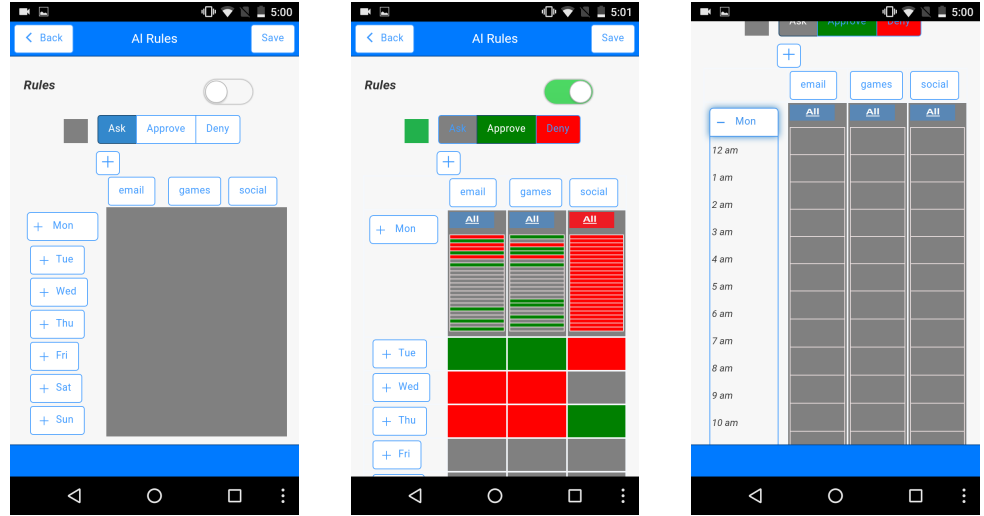 5:00
Back AI Rules Save
Rules
Ask Approve Deny
+
email games social
+ Mon
+ Tue
+ Wed
+ Thu
+ Fri
+ Sat
+ Sun
5:01
Back AI Rules Save
Rules
Ask Approve Deny
+
email games social
All All All
+ Mon
+ Tue
+ Wed
+ Thu
+ Fri
5:00
Ask Approve Deny
+
email games social
All All All
− Mon
12 am
1 am
2 am
3 am
4 am
5 am
6 am
7 am
8 am
9 am
10 am